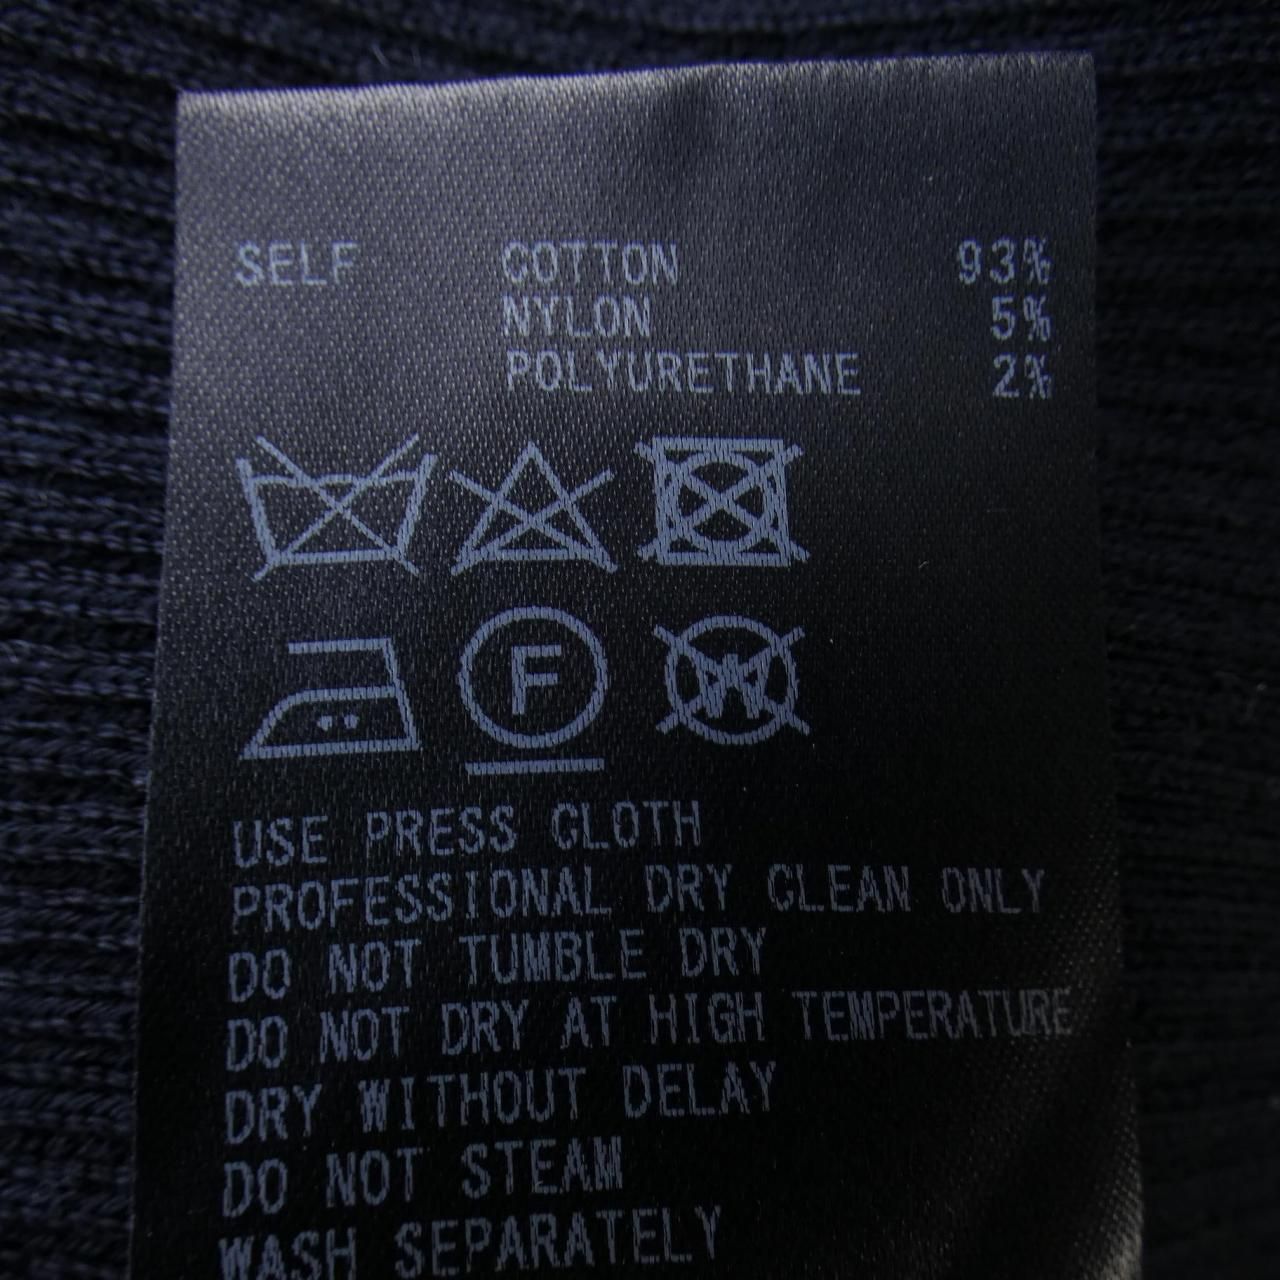 SELF COTTON 93%
NYLON 5%
POLYURETHANE 2%
F W
USE PRESS CLOTH
PROFESSIONAL DRY CLEAN ONLY
DO NOT TUMBLE DRY
DO NOT DRY AT HIGH TEMPERATURE
DRY WITHOUT DELAY
DO NOT STEAM
WASH SEPARATELY